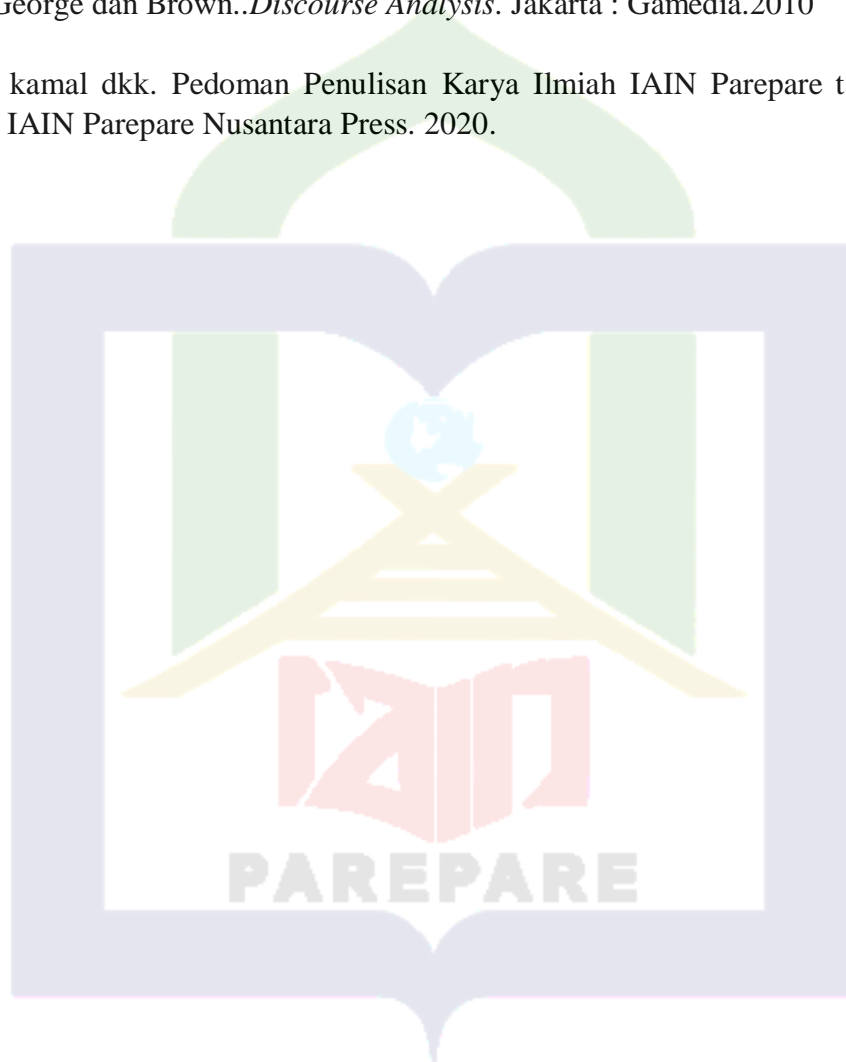 George dan Brown..Discourse Analysis. Jakarta : Gamedia.2010
kamal dkk. Pedoman Penulisan Karya Ilmiah IAIN Parepare t
IAIN Parepare Nusantara Press. 2020.
IAIN
PAREPARE